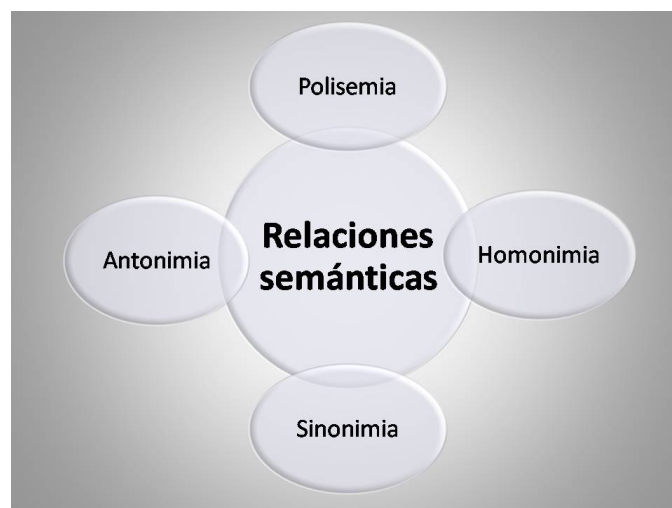 Polisemia
Antonimia
Relaciones
semánticas
Homonimia
Sinonimia